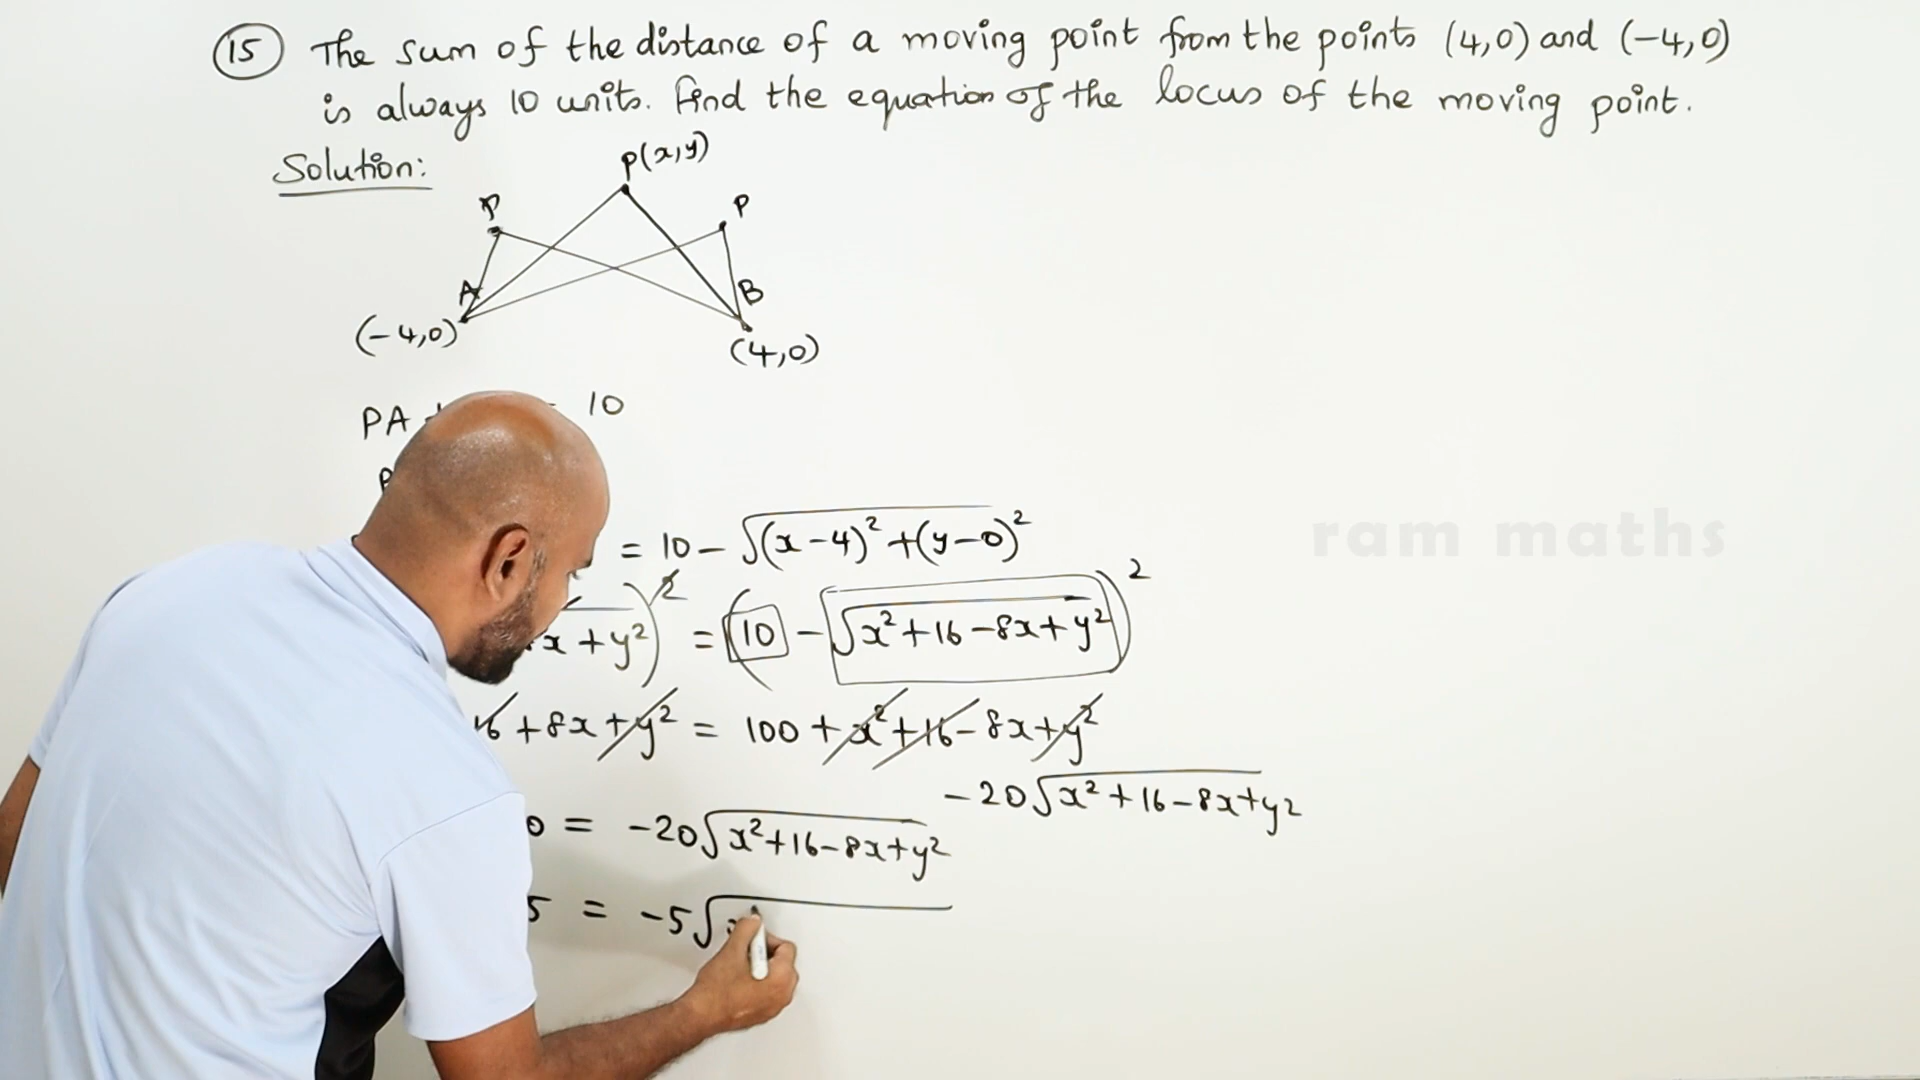 15 The sum of the distance of a moving point from the points (4,0) and (-4,0)
is always 10 units. Find the equation of the locus of the moving point.
Solution:
P(x,y)
P
P
A
B
(-4,0)
(4,0)
PA
10
= 10 - √(x-4)² + (y-0)²
x + y²)² = (10 - √x² + 16 - 8x + y²)²
ram maths
16 + 8x + y² = 100 + x² + 16 - 8x + y²
- 20√x² + 16 - 8x + y²
0 = -20√x² + 16 - 8x + y²
5 = -5√x